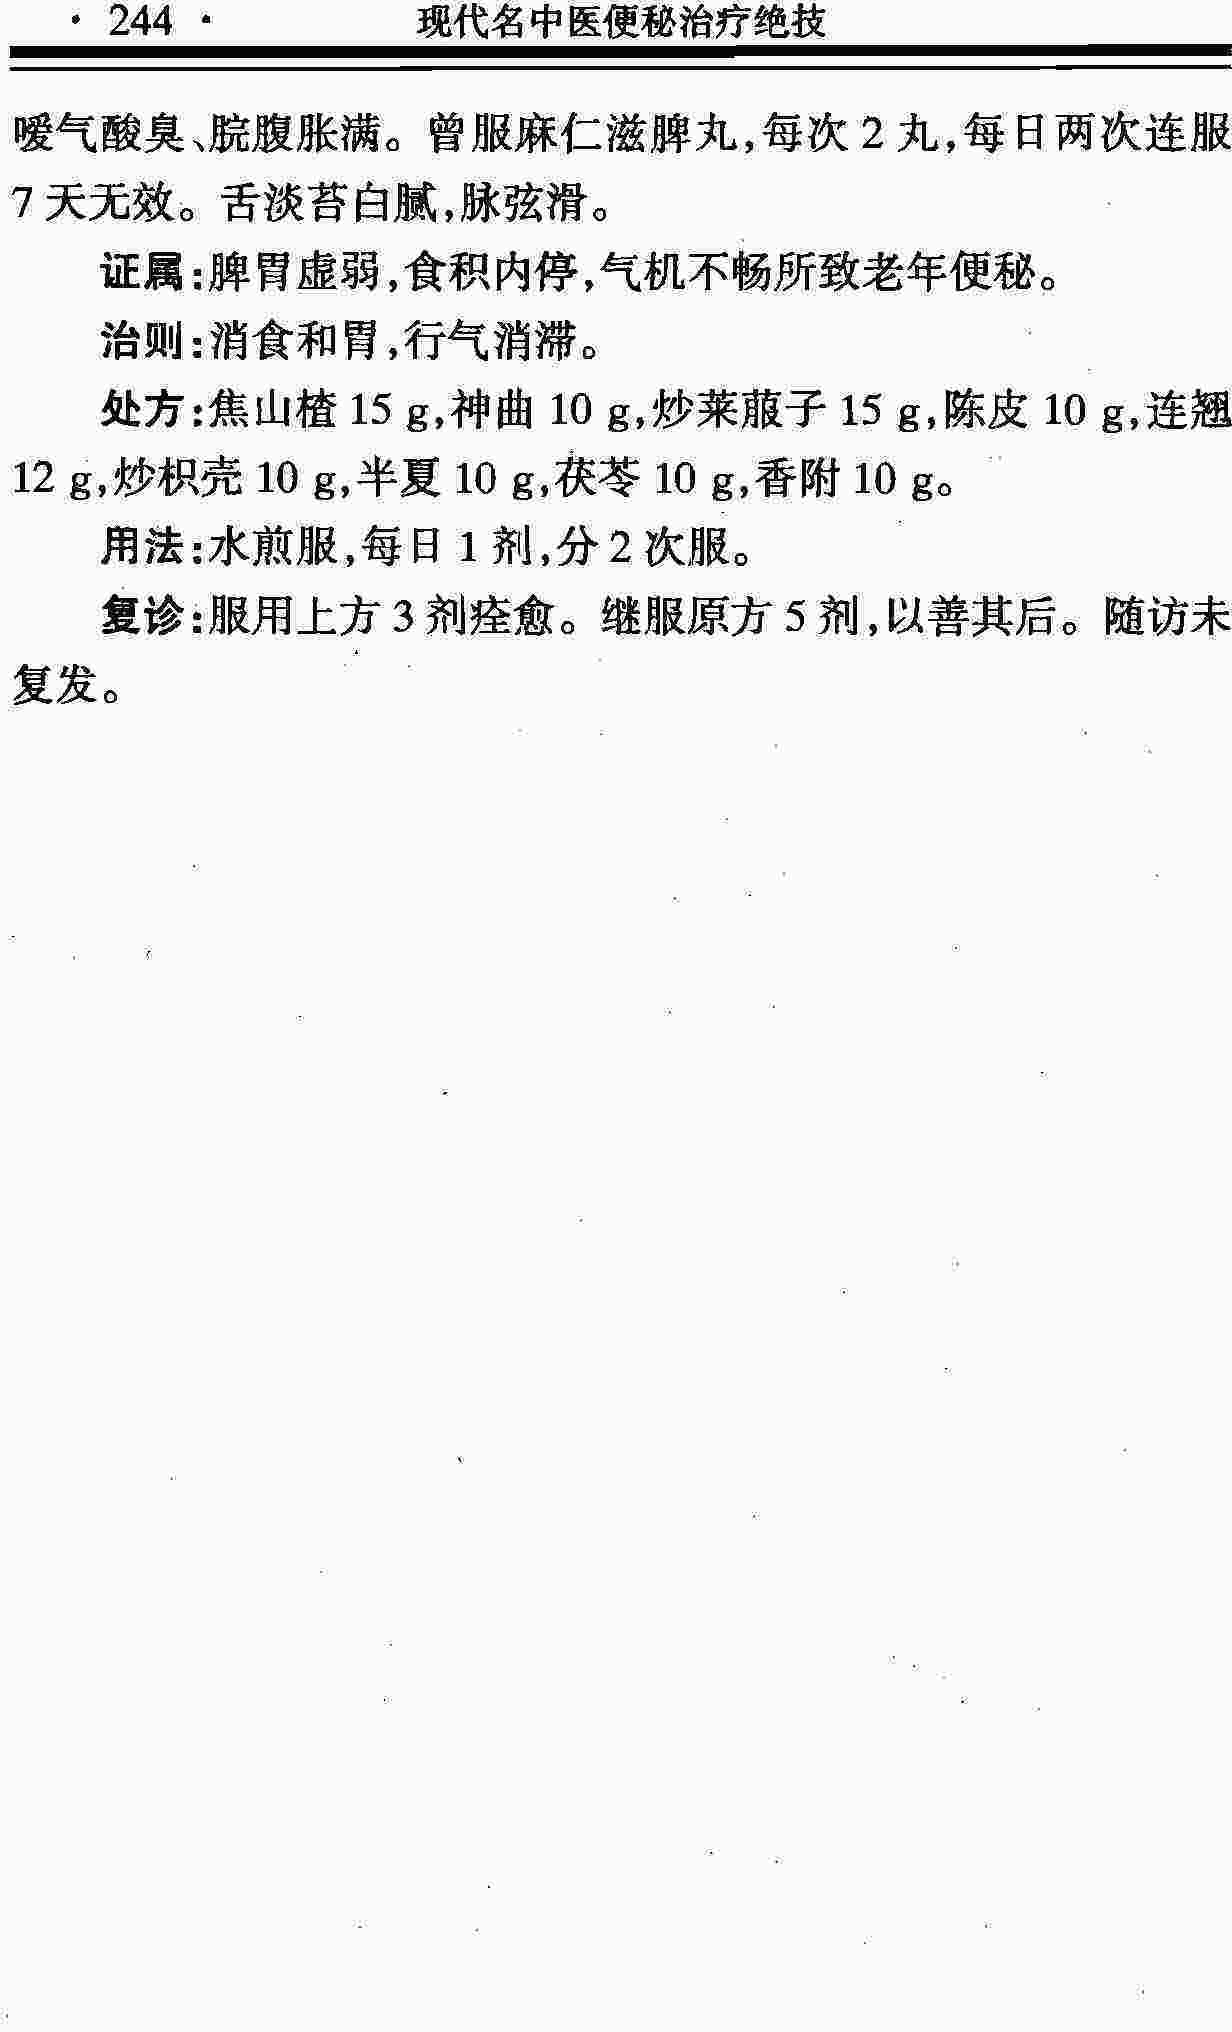 · 244 · 现代名中医便秘治疗绝技
嗳气酸臭、脘腹胀满。曾服麻仁滋脾丸,每次 2 丸,每日两次连服
7 天无效。舌淡苔白腻,脉弦滑。
证属:脾胃虚弱,食积内停,气机不畅所致老年便秘。
治则:消食和胃,行气消滞。
处方:焦山楂 15 g,神曲 10 g,炒莱菔子 15 g,陈皮 10 g,连翘
12 g,炒枳壳 10 g,半夏 10 g,茯苓 10 g,香附 10 g。
用法:水煎服,每日 1 剂,分 2 次服。
复诊:服用上方 3 剂痊愈。继服原方 5 剂,以善其后。随访未
复发。